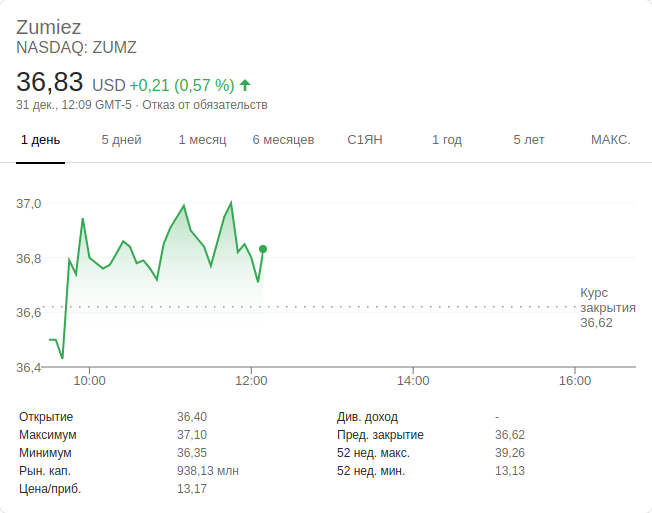 Zumiez
NASDAQ: ZUMZ
36,83 USD +0,21 (0,57 %)
31 дек., 12:09 GMT-5 · Отказ от обязательств
1 день 5 дней 1 месяц 6 месяцев С1ЯН 1 год 5 лет МАКС.
37,0
36,8
36,6
36,4
Курс
закрытия
36,62
10:00 12:00 14:00 16:00
Открытие 36,40 Див. доход -
Максимум 37,10 Пред. закрытие 36,62
Минимум 36,35 52 нед. макс. 39,26
Рын. кап. 938,13 млн 52 нед. мин. 13,13
Цена/приб. 13,17